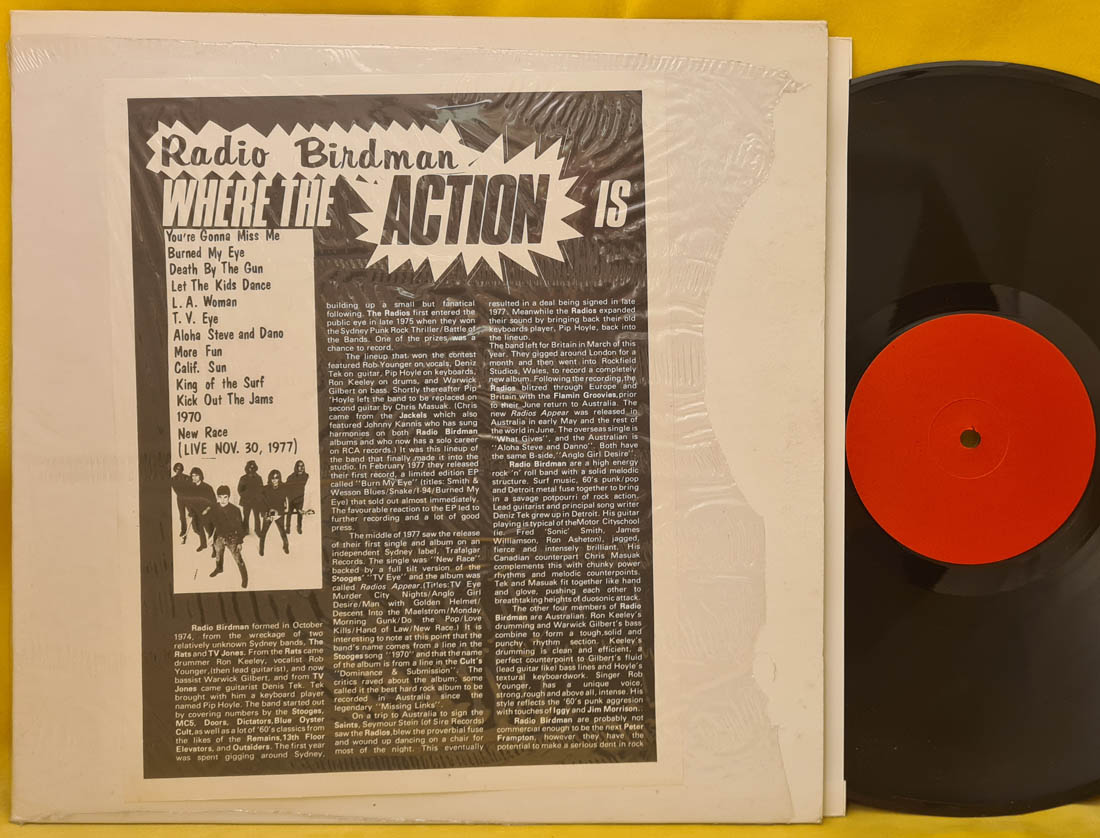 Radio Birdman
WHERE THE ACTION IS
You're Gonna Miss Me
Burned My Eye
Death By The Gun
Let The Kids Dance
L. A. Woman
T. V. Eye
Aloha Steve and Dano
More Fun
Calif. Sun
King of the Surf
Kick Out The Jams
1970
New Race
(LIVE NOV. 30, 1977)
Radio Birdman formed in October
1974, from the wreckage of two
relatively unknown Sydney bands, The
Rats and TV Jones. From the Rats came
drummer Ron Keeley, vocalist Rob
Younger, (then lead guitarist), and now
bassist Warwick Gilbert, and from TV
Jones came guitarist Denis Tek. Tek
brought with him a keyboard player
named Pip Hoyle. The band started out
by covering numbers by the Stooges,
MC5, Doors, Dictators, Blue Oyster
Cult, as well as a lot of '60's classics from
the likes of the Remains, 13th Floor
Elevators, and Outsiders. The first year
was spent gigging around Sydney,
building up a small but fanatical
following. The Radios first entered the
public eye in late 1975 when they won
the Sydney Punk Rock Thriller/Battle of
the Bands. One of the prizes was a
chance to record.
The lineup that won the contest
featured Rob Younger on vocals, Deniz
Tek on guitar, Pip Hoyle on keyboards,
Ron Keeley on drums, and Warwick
Gilbert on bass. Shortly thereafter Pip
Hoyle left the band to be replaced on
second guitar by Chris Masuak. (Chris
came from the Jackels which also
featured Johnny Kannis who has sung
harmonies on both Radio Birdman
albums and who now has a solo career
on RCA records.) It was this lineup of
the band that finally made it into the
studio. In February 1977 they released
their first record, a limited edition EP
called "Burn My Eye" (titles: Smith &
Wesson Blues/Snake/I-94/Burned My
Eye) that sold out almost immediately.
The favourable reaction to the EP led to
further recording and a lot of good
press.
The middle of 1977 saw the release
of their first single and album on an
independent Sydney label, Trafalgar
Records. The single was "New Race"
backed by a full tilt version of the
Stooges' "TV Eye" and the album was
called Radios Appear. (Titles: TV Eye
Murder City Nights/Anglo Girl
Desire/Man with Golden Helmet/
Descent Into the Maelstrom/Monday
Morning Gunk/Do the Pop/Love
Kills/Hand of Law/New Race.) It is
interesting to note at this point that the
band's name comes from a line in the
Stooges song "1970" and that the name
of the album is from a line in the Cult's
"Dominance & Submission". The
critics raved about the album; some
called it the best hard rock album to be
recorded in Australia since the
legendary "Missing Links".
On a trip to Australia to sign the
Saints, Seymour Stein (of Sire Records)
saw the Radios, blew the proverbial fuse
and wound up dancing on a chair for
most of the night. This eventually
resulted in a deal being signed in late
1977. Meanwhile the Radios expanded
their sound by bringing back their old
keyboards player, Pip Hoyle, back into
the lineup.
The band left for Britain in March of this
year. They gigged around London for a
month and then went into Rockfield
Studios, Wales, to record a completely
new album. Following the recording, the
Radios blitzed through Europe and
Britain with the Flamin Groovies, prior
to their June return to Australia. The
new Radios Appear was released in
Australia in early May and the rest of
the world in June. The overseas single is
"What Gives", and the Australian is
"Aloha Steve and Danno". Both have
the same B-side, "Anglo Girl Desire".
Radio Birdman are a high energy
rock 'n' roll band with a solid melodic
structure. Surf music, 60's punk/pop
and Detroit metal fuse together to bring
in a savage potpourri of rock action.
Lead guitarist and principal song writer
Deniz Tek grew up in Detroit. His guitar
playing is typical of the Motor Cityschool
(ie. Fred 'Sonic' Smith, James
Williamson, Ron Asheton), jagged,
fierce and intensely brilliant. His
Canadian counterpart Chris Masuak
complements this with chunky power
rhythms and melodic counterpoints.
Tek and Masuak fit together like hand
and glove, pushing each other to
breathtaking heights of duosonic attack.
The other four members of Radio
Birdman are Australian. Ron Keeley's
drumming and Warwick Gilbert's bass
combine to form a tough, solid and
punchy rhythm section. Keeley's
drumming is clean and efficient, a
perfect counterpoint to Gilbert's fluid
(lead guitar like) bass lines and Hoyle's
textural keyboardwork. Singer Rob
Younger, has a unique voice,
strong, rough and above all, intense. His
style reflects the '60's punk aggresion
with touches of Iggy and Jim Morrison.
Radio Birdman are probably not
commercial enough to be the next Peter
Frampton, however they have the
potential to make a serious dent in rock